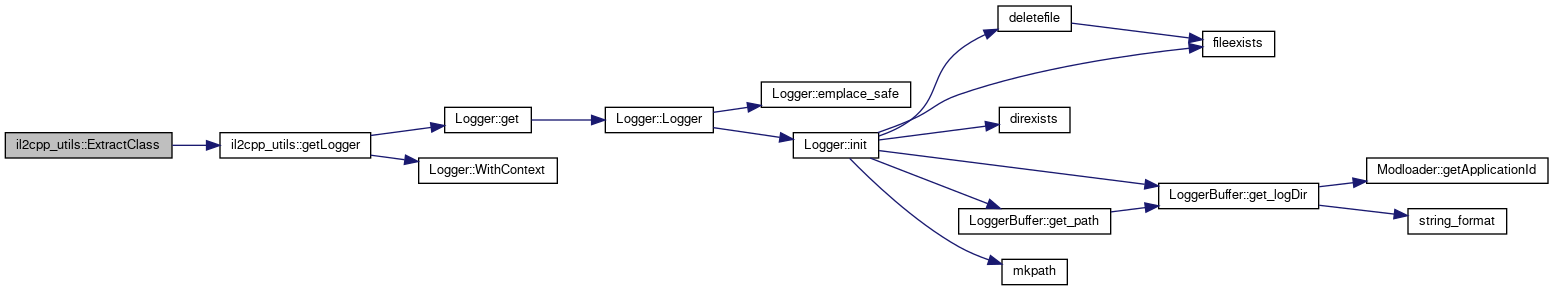 il2cpp_utils::ExtractClass
il2cpp_utils::getLogger
Logger::get
Logger::WithContext
Logger::Logger
Logger::emplace_safe
Logger::init
deletefile
fileexists
direxists
LoggerBuffer::get_logDir
LoggerBuffer::get_path
mkpath
Modloader::getApplicationId
string_format